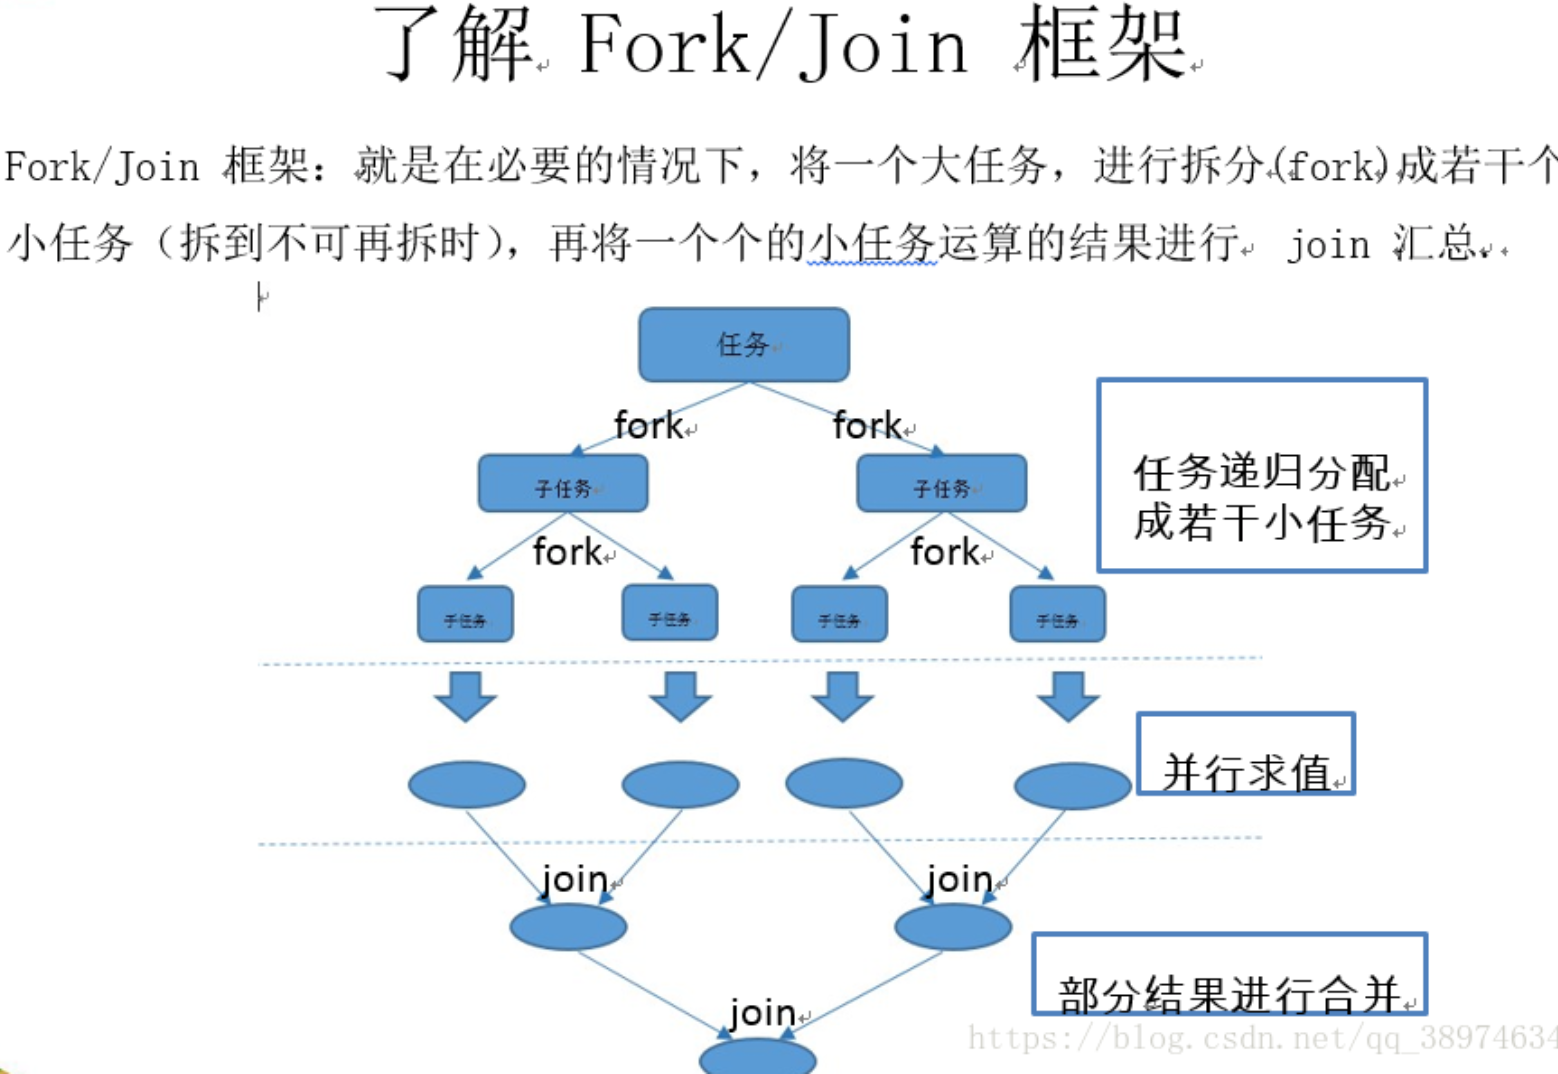 了解 Fork/Join 框架
Fork/Join 框架：就是在必要的情况下，将一个大任务，进行拆分(fork)成若干个
小任务（拆到不可再拆时），再将一个个的小任务运算的结果进行 join 汇总.
任务
fork fork
子任务 子任务
任务递归分配
成若干小任务
fork fork
子任务 子任务 子任务 子任务
并行求值
join join
部分结果进行合并
join
https://blog.csdn.net/qq_38974634